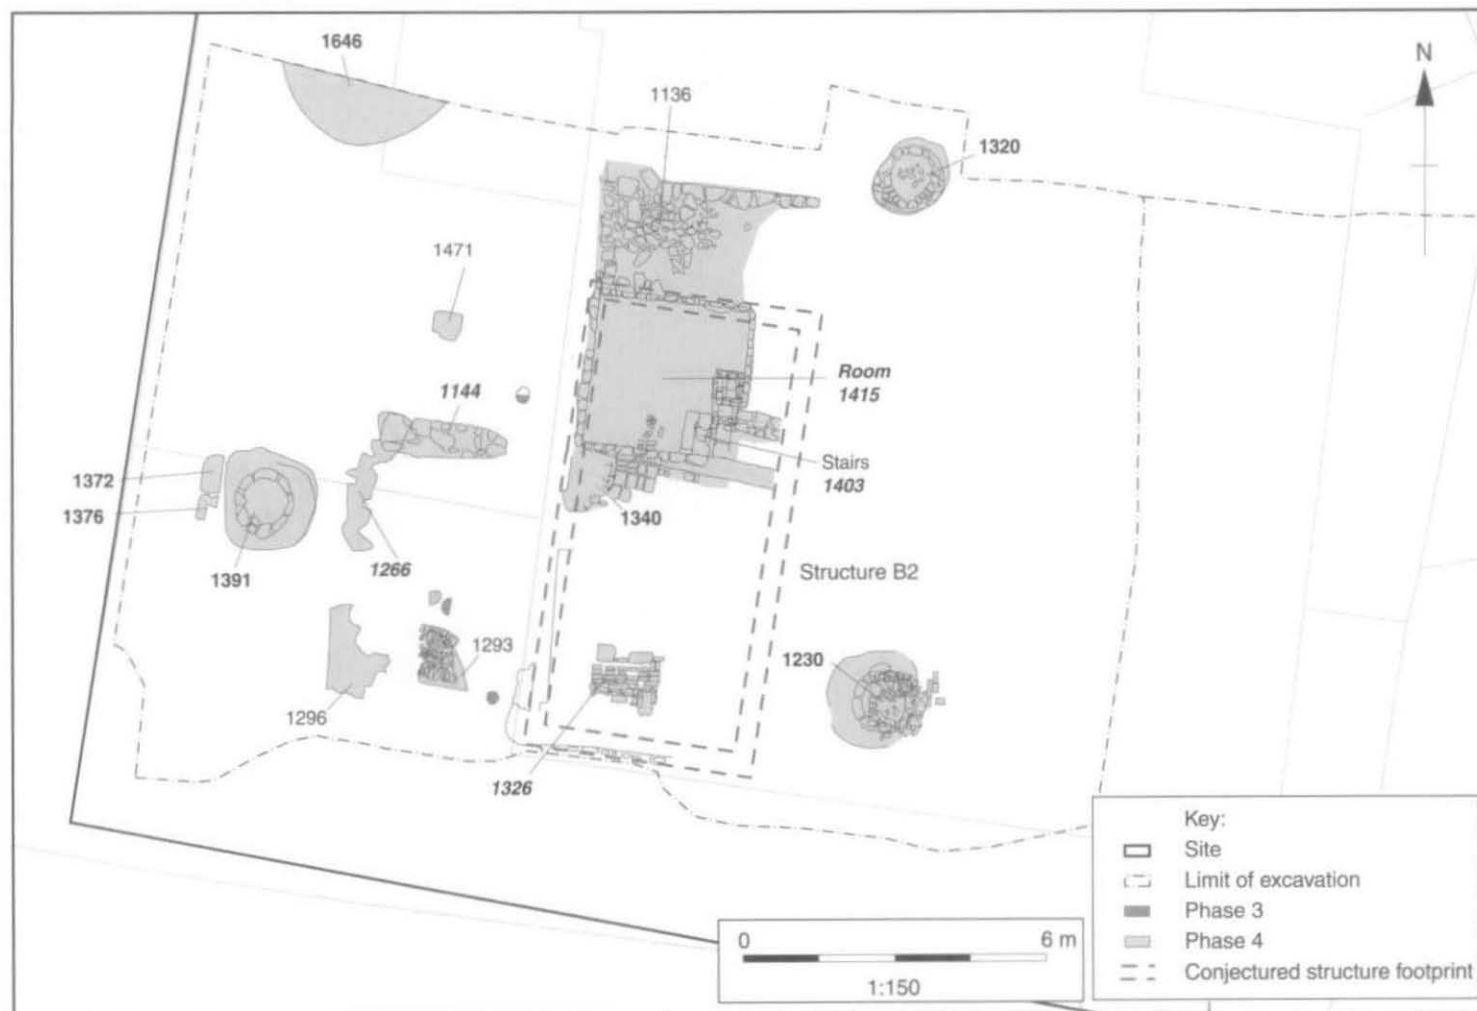 1646
N
1136
1320
1471
1144
Room
1415
1372
Stairs
1403
1376
1340
1391
1266
Structure B2
1293
1230
1296
1326
Key:
Site
Limit of excavation
Phase 3
Phase 4
Conjectured structure footprint
0 6 m
1:150